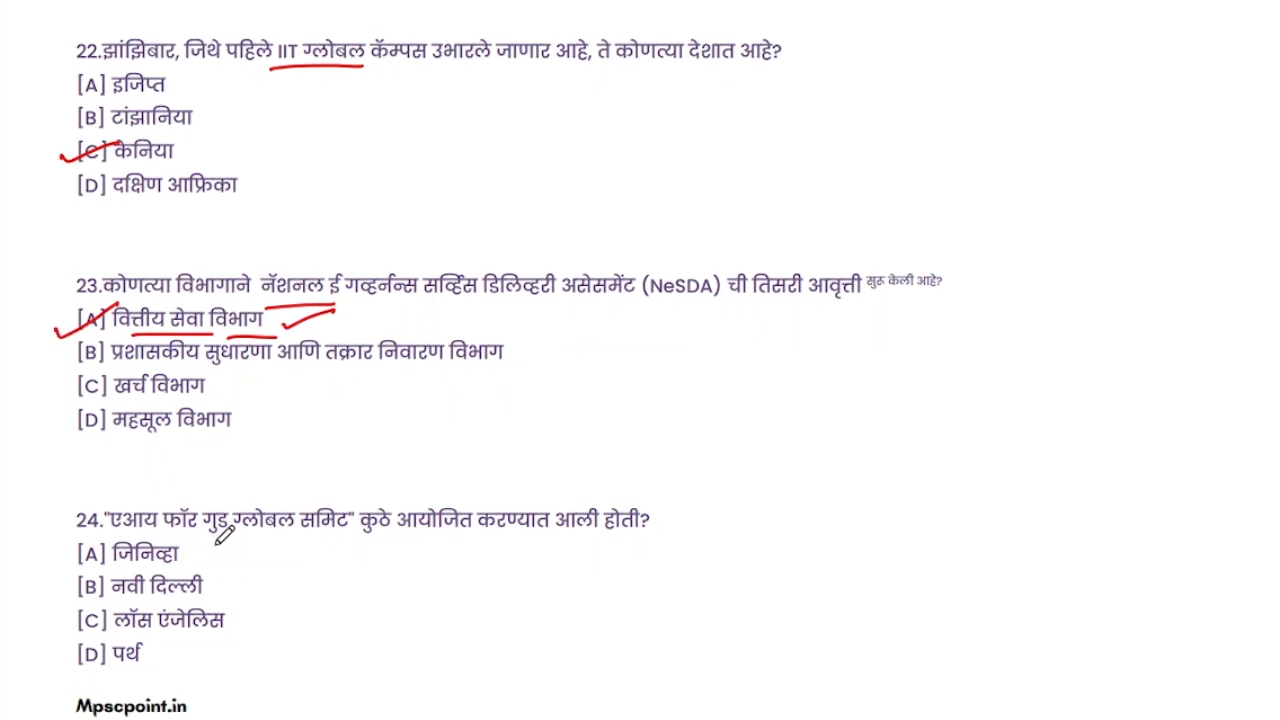 22.झांझिबार, जिथे पहिले IIT ग्लोबल कॅम्पस उभारले जाणार आहे, ते कोणत्या देशात आहे?
[A] इजिप्त
[B] टांझानिया
[C] केनिया
[D] दक्षिण आफ्रिका
23.कोणत्या विभागाने नॅशनल ई गव्हर्नन्स सर्व्हिस डिलिव्हरी असेसमेंट (NeSDA) ची तिसरी आवृत्ती सुरू केली आहे?
[A] वित्तीय सेवा विभाग
[B] प्रशासकीय सुधारणा आणि तक्रार निवारण विभाग
[C] खर्च विभाग
[D] महसूल विभाग
24."एआय फॉर गुड ग्लोबल समिट" कुठे आयोजित करण्यात आली होती?
[A] जिनिव्हा
[B] नवी दिल्ली
[C] लॉस एंजेलिस
[D] पर्थ
Mpscpoint.in